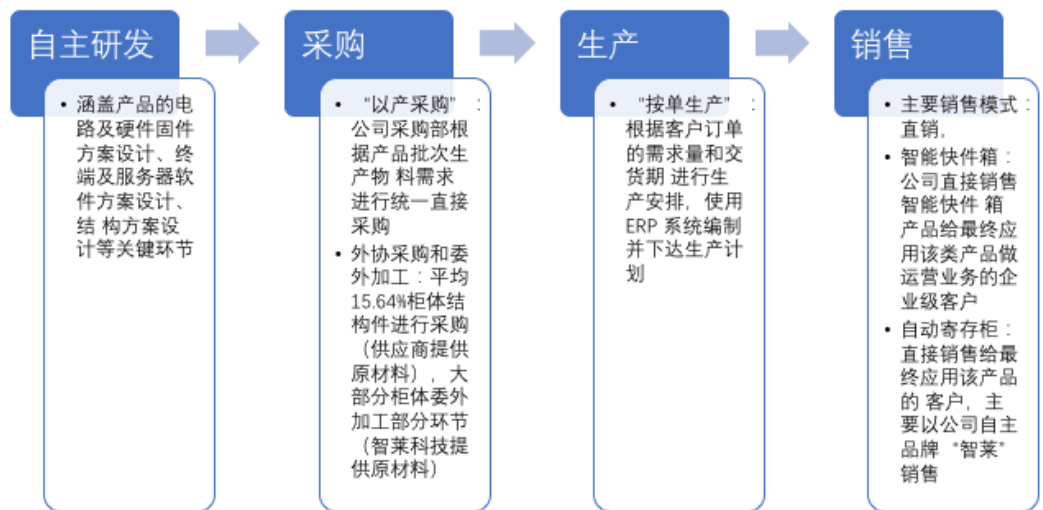 自主研发
涵盖产品的电
路及硬件固件
方案设计、终
端及服务器软
件方案设计、
结 构方案设
计等关键环节
采购
“以产采购”：
公司采购部根
据产品批次生
产物 料需求
进行统一直接
采购
外协采购和委
外加工：平均
15.64%柜体结
构件进行采购
（供应商提供
原材料），大
部分柜体委外
加工部分环节
（智莱科技提
供原材料）
生产
“按单生产”：
根据客户订单
的需求量和交
货期 进行生
产安排，使用
ERP 系统编制
并下达生产计
划
销售
主要销售模式：
直销，
智能快件箱：
公司直接销售
智能快件 箱
产品给最终应
用该类产品做
运营业务的企
业级客户
自动寄存柜：
直接销售给最
终应用该产品
的 客户，主
要以公司自主
品牌“智莱”
销售